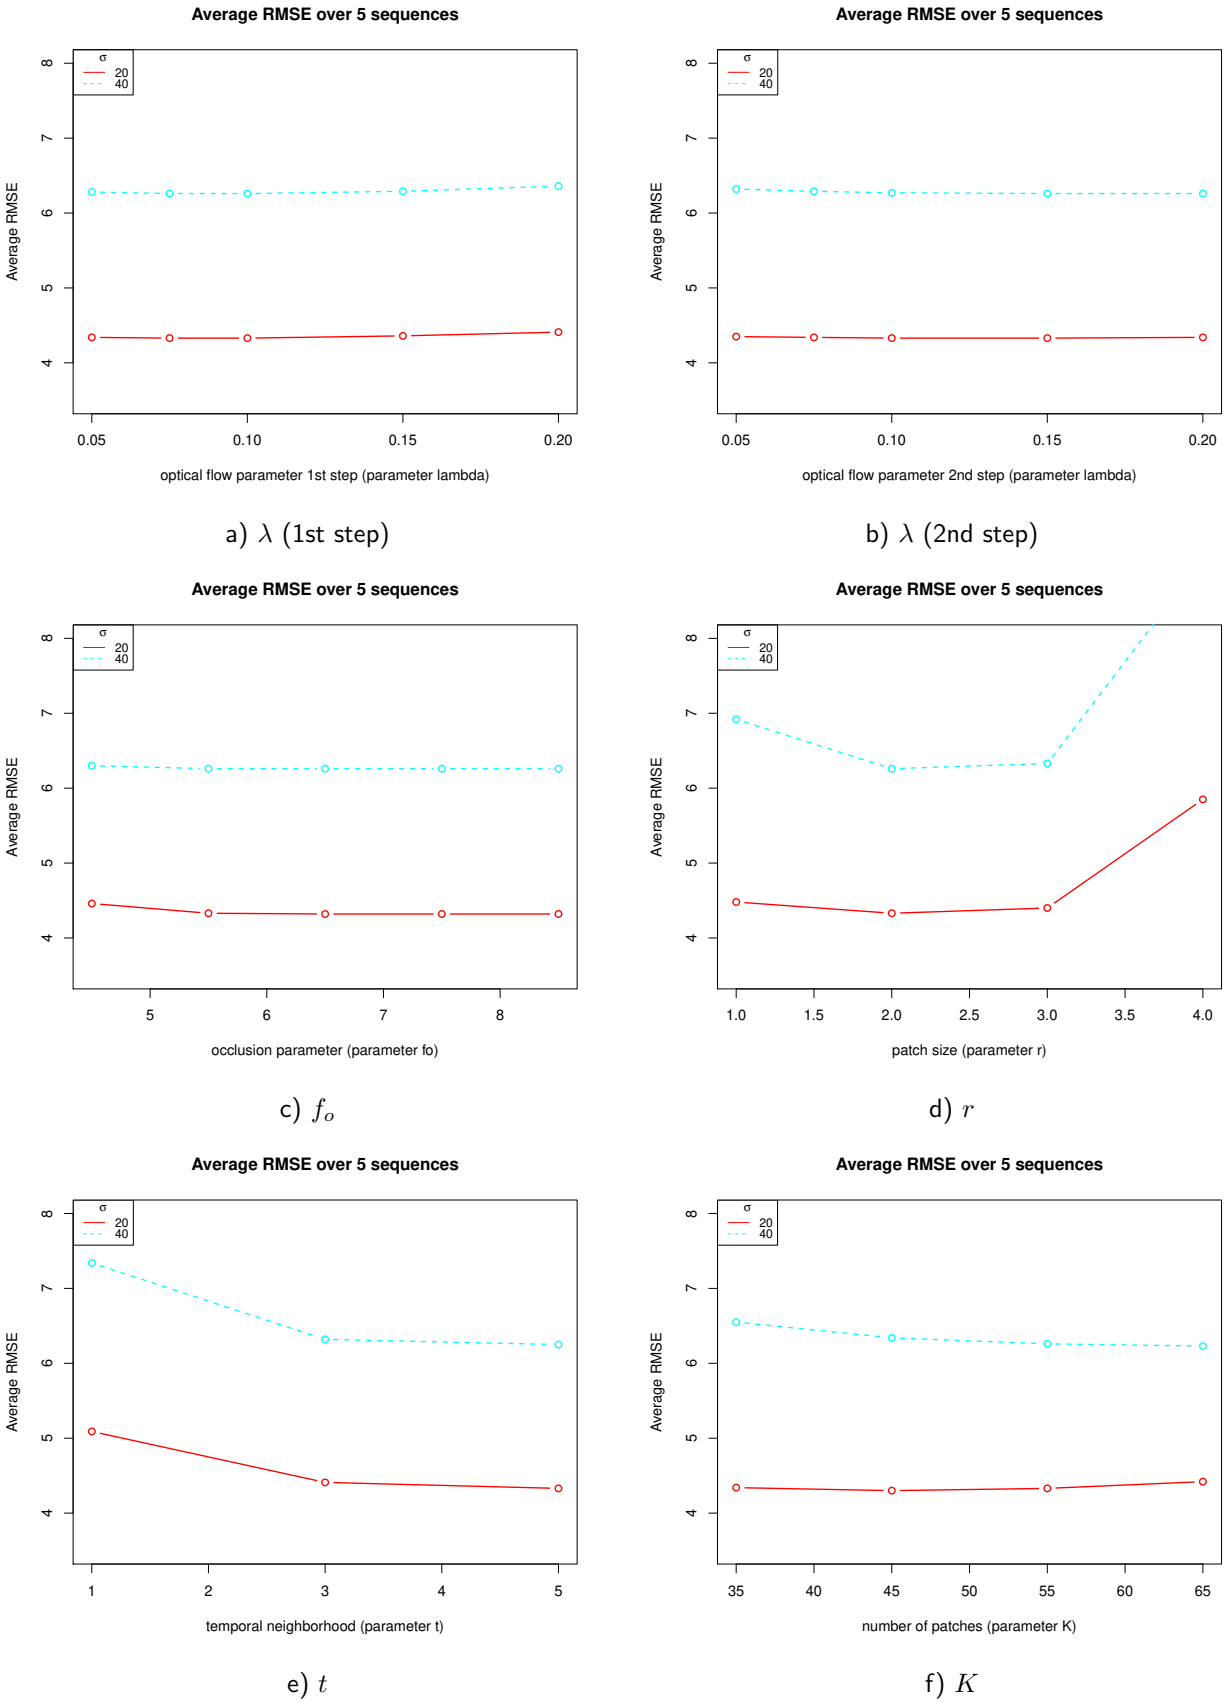 Average RMSE over 5 sequences
σ
20
40
8
7
6
5
4
Average RMSE
0.05 0.10 0.15 0.20
optical flow parameter 1st step (parameter lambda)
a) λ (1st step)
Average RMSE over 5 sequences
σ
20
40
8
7
6
5
4
Average RMSE
0.05 0.10 0.15 0.20
optical flow parameter 2nd step (parameter lambda)
b) λ (2nd step)
Average RMSE over 5 sequences
σ
20
40
8
7
6
5
4
Average RMSE
5 6 7 8
occlusion parameter (parameter fo)
c) fₒ
Average RMSE over 5 sequences
σ
20
40
8
7
6
5
4
Average RMSE
1.0 1.5 2.0 2.5 3.0 3.5 4.0
patch size (parameter r)
d) r
Average RMSE over 5 sequences
σ
20
40
8
7
6
5
4
Average RMSE
1 2 3 4 5
temporal neighborhood (parameter t)
e) t
Average RMSE over 5 sequences
σ
20
40
8
7
6
5
4
Average RMSE
35 40 45 50 55 60 65
number of patches (parameter K)
f) K